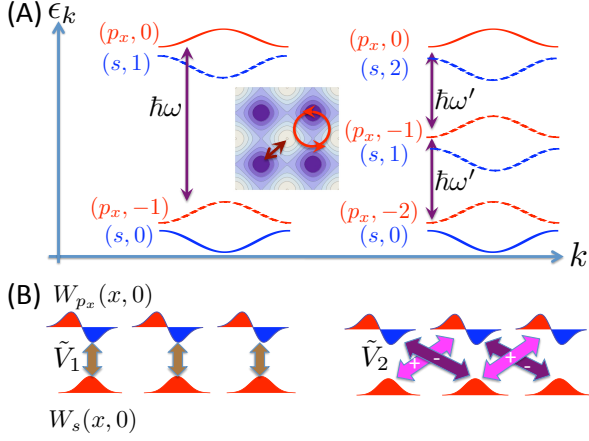 (A) ϵ_k
(p_x, 0) (p_x, 0)
(s, 1) (s, 2)
ħω ħω′
(p_x, −1)
(s, 1)
ħω′
(p_x, −1) (p_x, −2)
(s, 0) (s, 0)
k
(B) W_{p_x}(x, 0)
Ṽ_1 Ṽ_2 + - + -
W_s(x, 0)